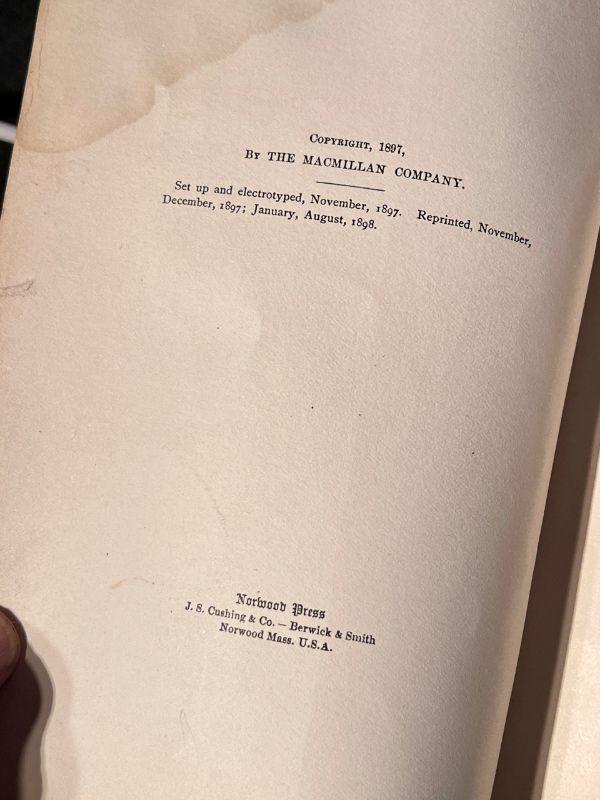 COPYRIGHT, 1897,
BY THE MACMILLAN COMPANY.
Set up and electrotyped, November, 1897. Reprinted, November,
December, 1897; January, August, 1898.
Norwood Press
J. S. Cushing & Co. – Berwick & Smith
Norwood Mass. U.S.A.